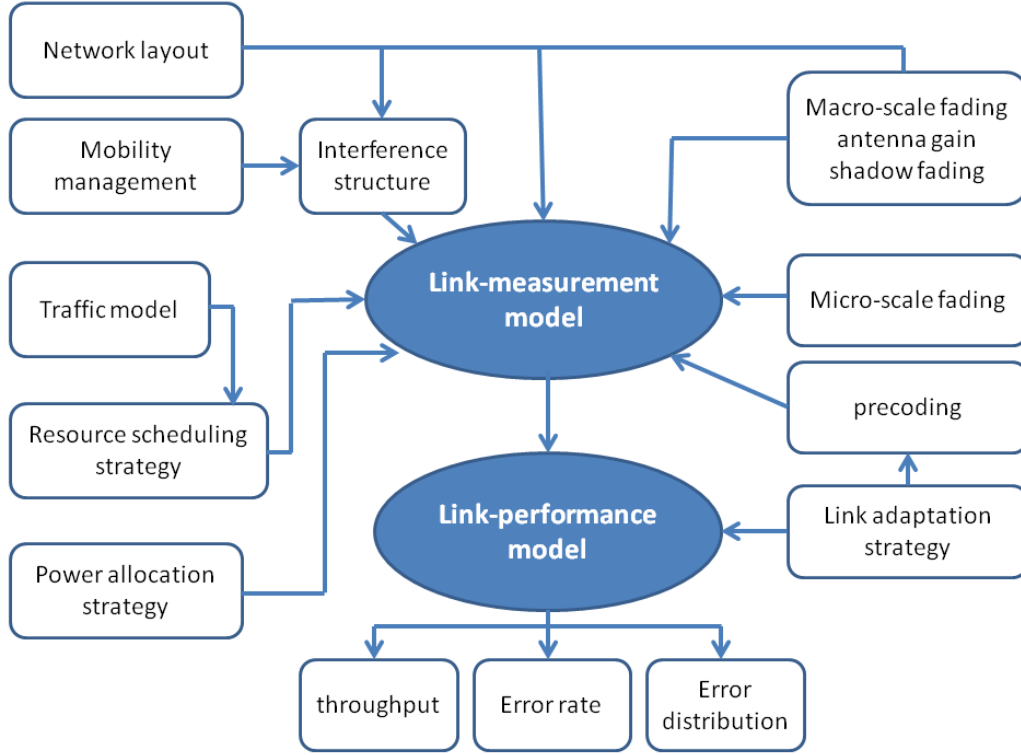 Network layout
Mobility
management
Interference
structure
Macro-scale fading
antenna gain
shadow fading
Traffic model
Link-measurement
model
Micro-scale fading
Resource scheduling
strategy
precoding
Power allocation
strategy
Link-performance
model
Link adaptation
strategy
throughput
Error rate
Error
distribution